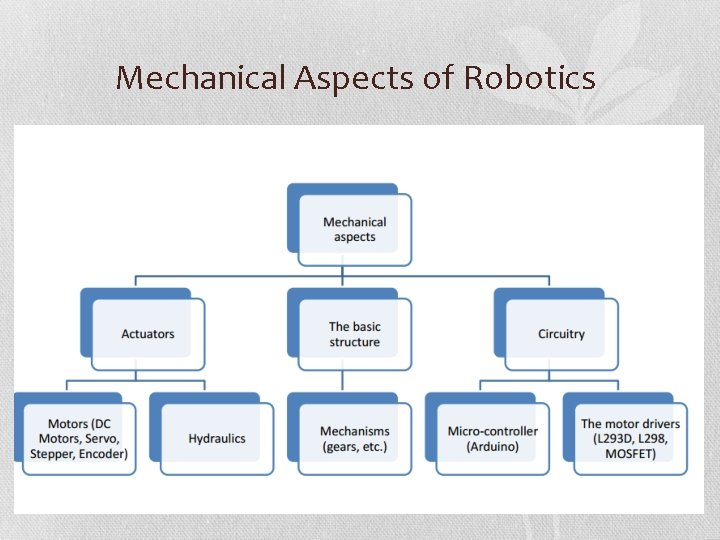 Mechanical Aspects of Robotics
Mechanical
aspects
Actuators
The basic
structure
Circuitry
Motors (DC
Motors, Servo,
Stepper, Encoder)
Hydraulics
Mechanisms
(gears, etc.)
Micro-controller
(Arduino)
The motor drivers
(L293D, L298,
MOSFET)